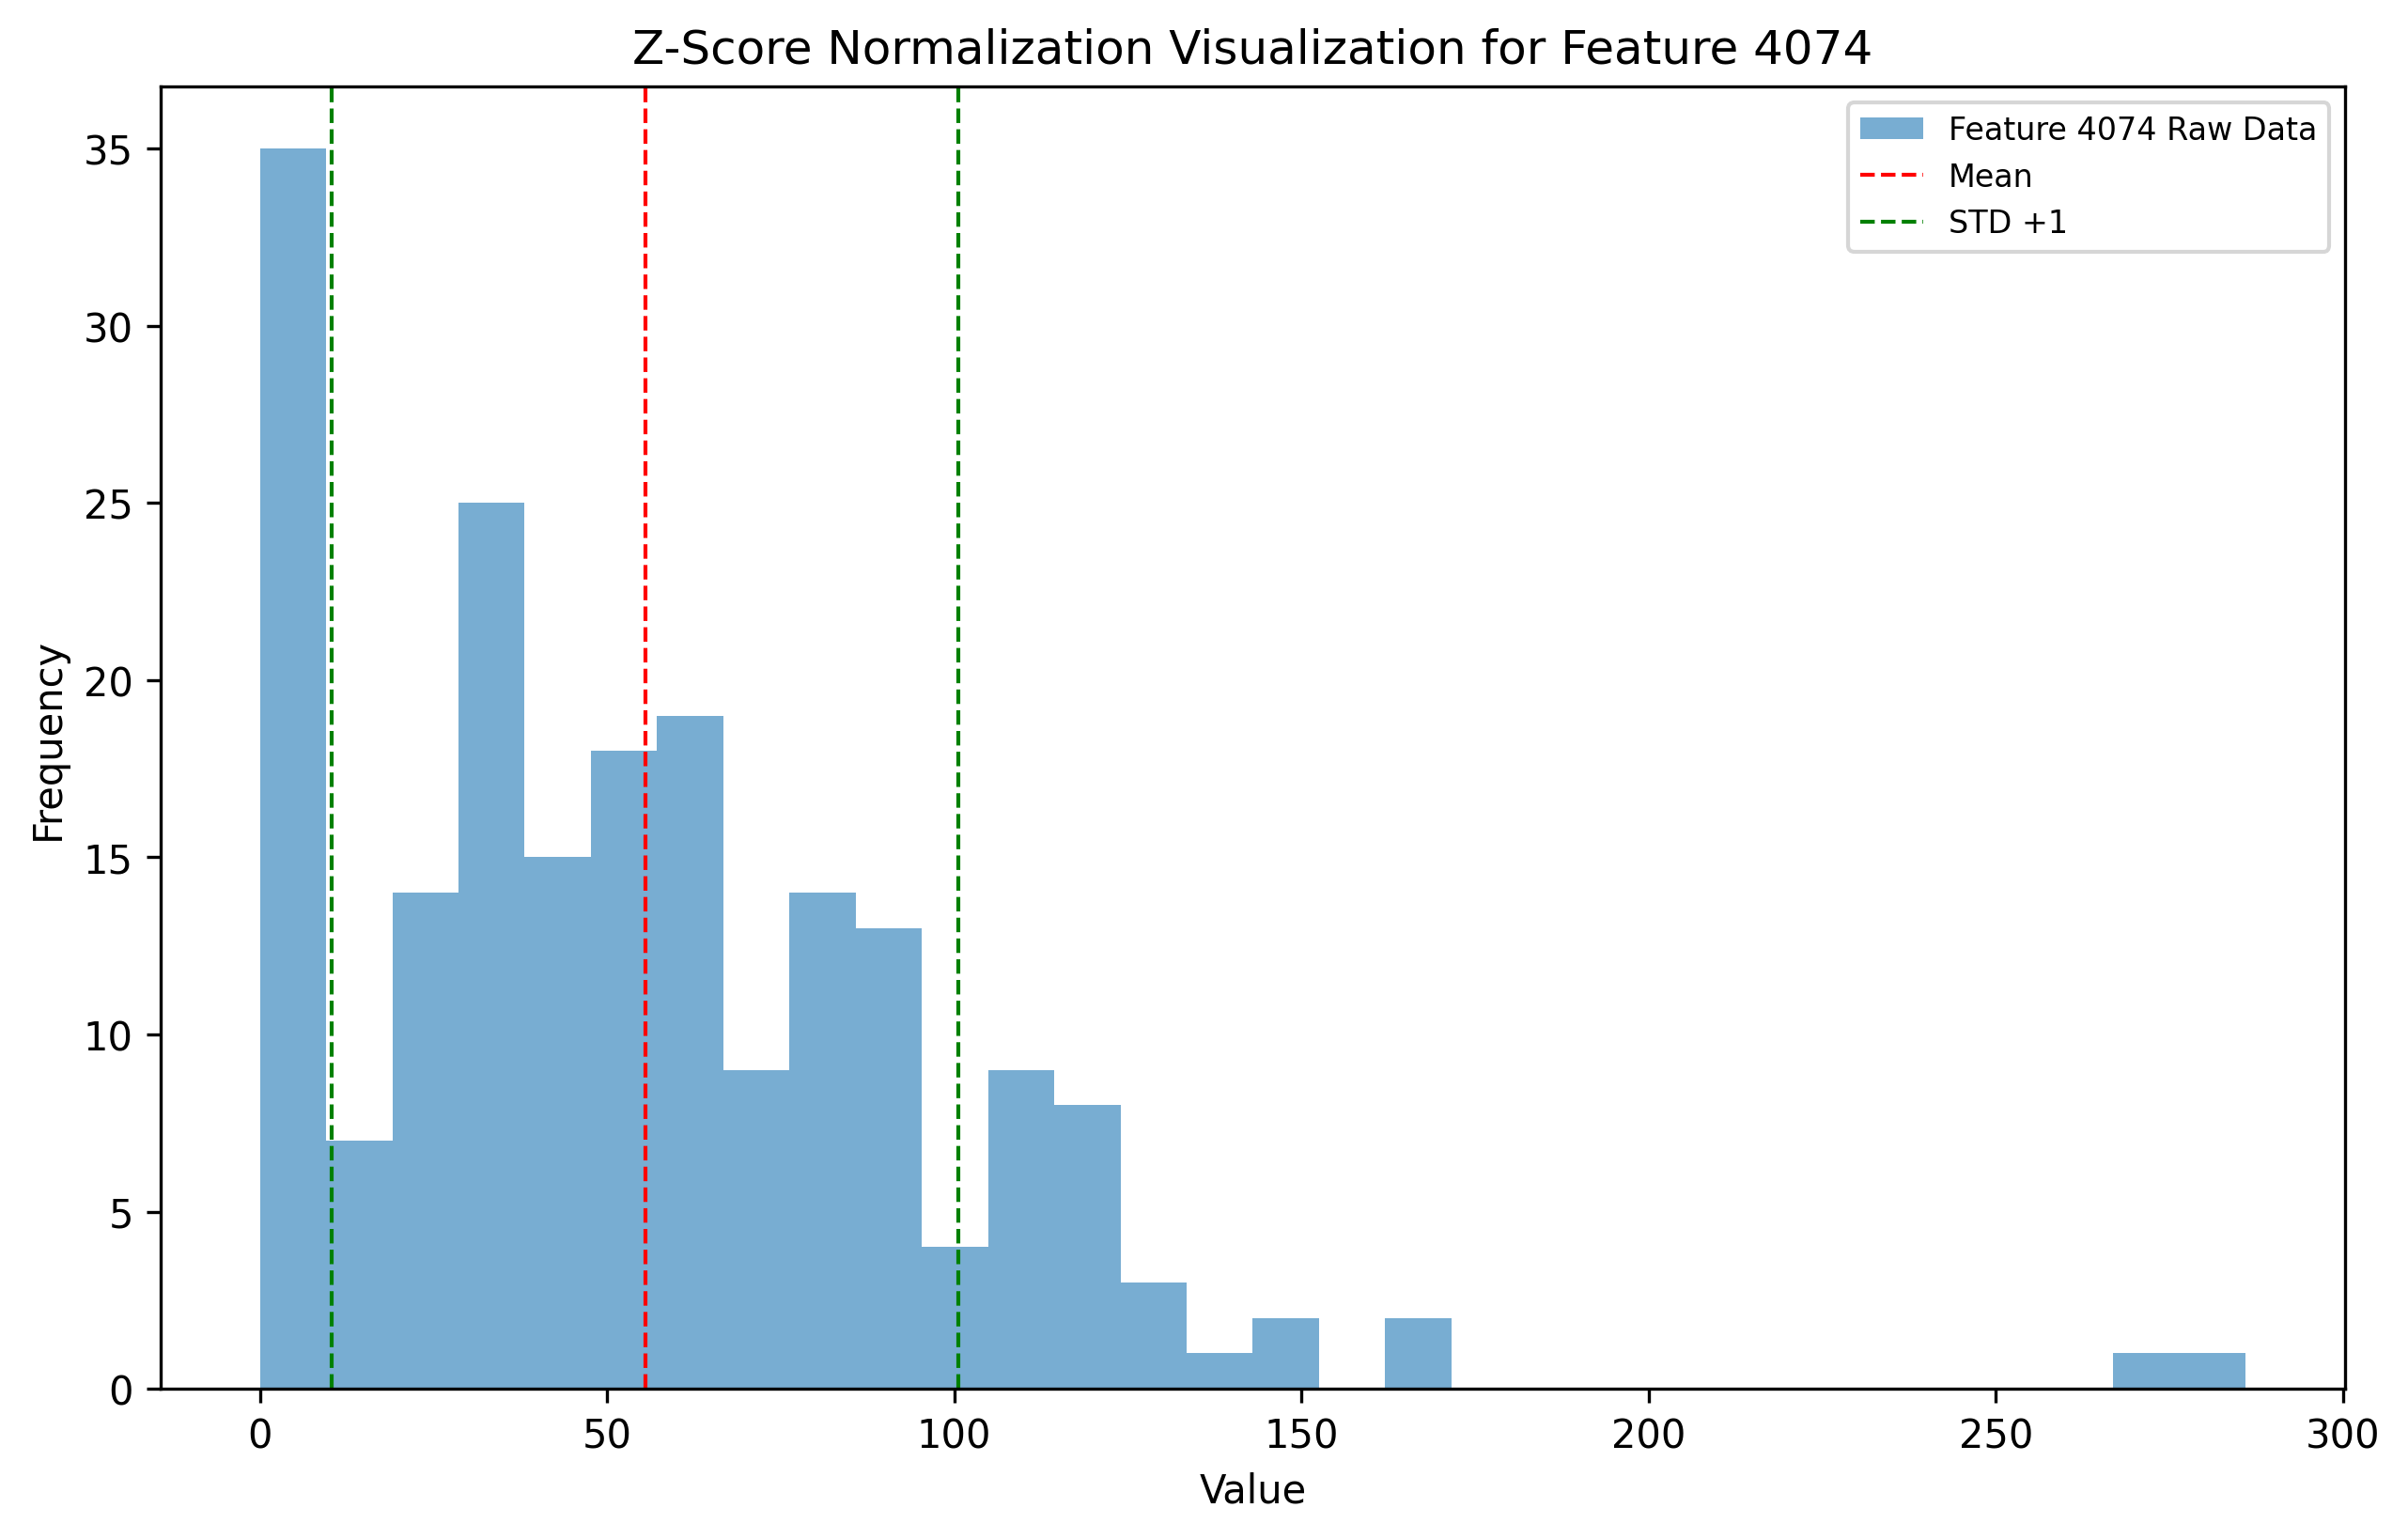 Z-Score Normalization Visualization for Feature 4074
Feature 4074 Raw Data
Mean
STD +1
Frequency
35
30
25
20
15
10
5
0
0 50 100 150 200 250 300
Value